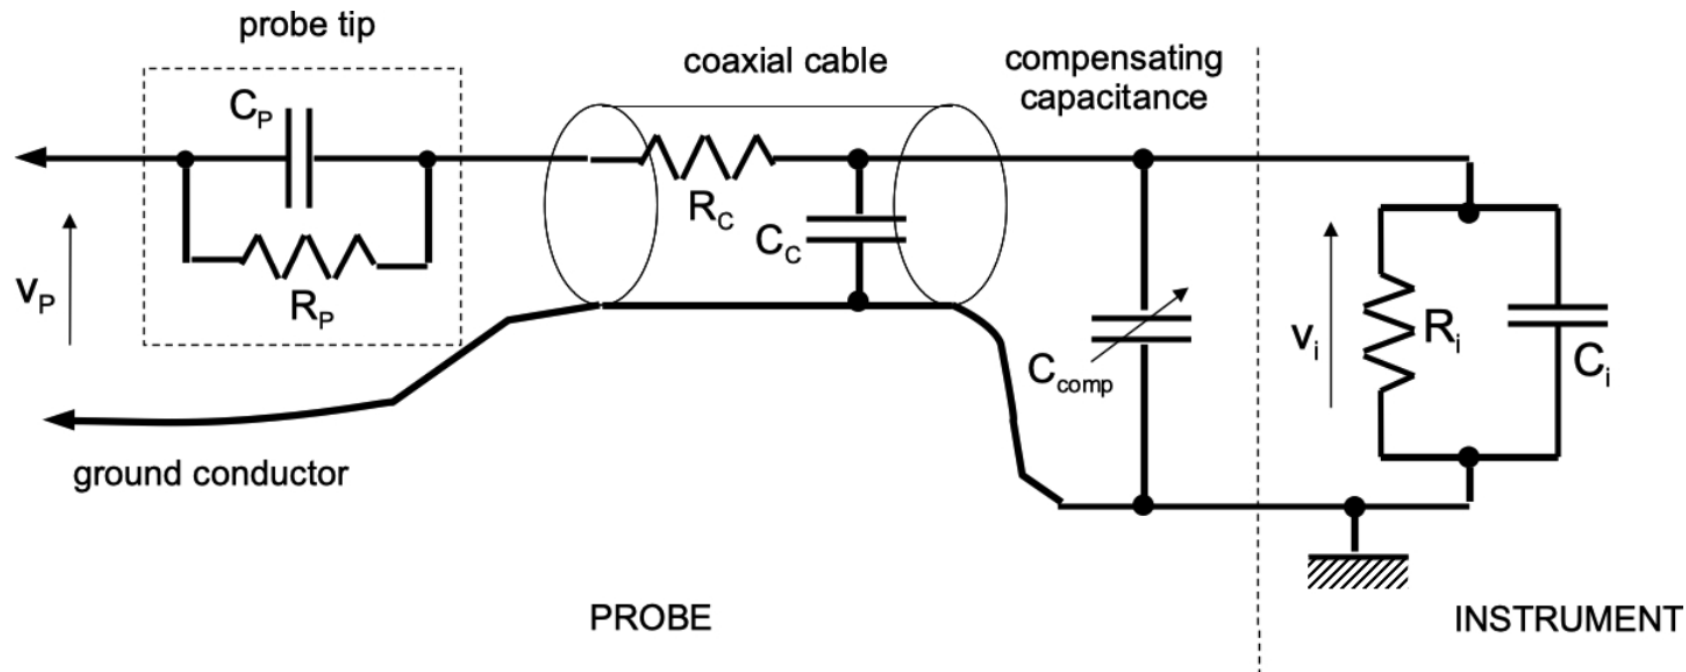 probe tip
coaxial cable
compensating
capacitance
C_P
R_P
R_C
C_C
C_comp
v_P
v_i
R_i
C_i
ground conductor
PROBE
INSTRUMENT